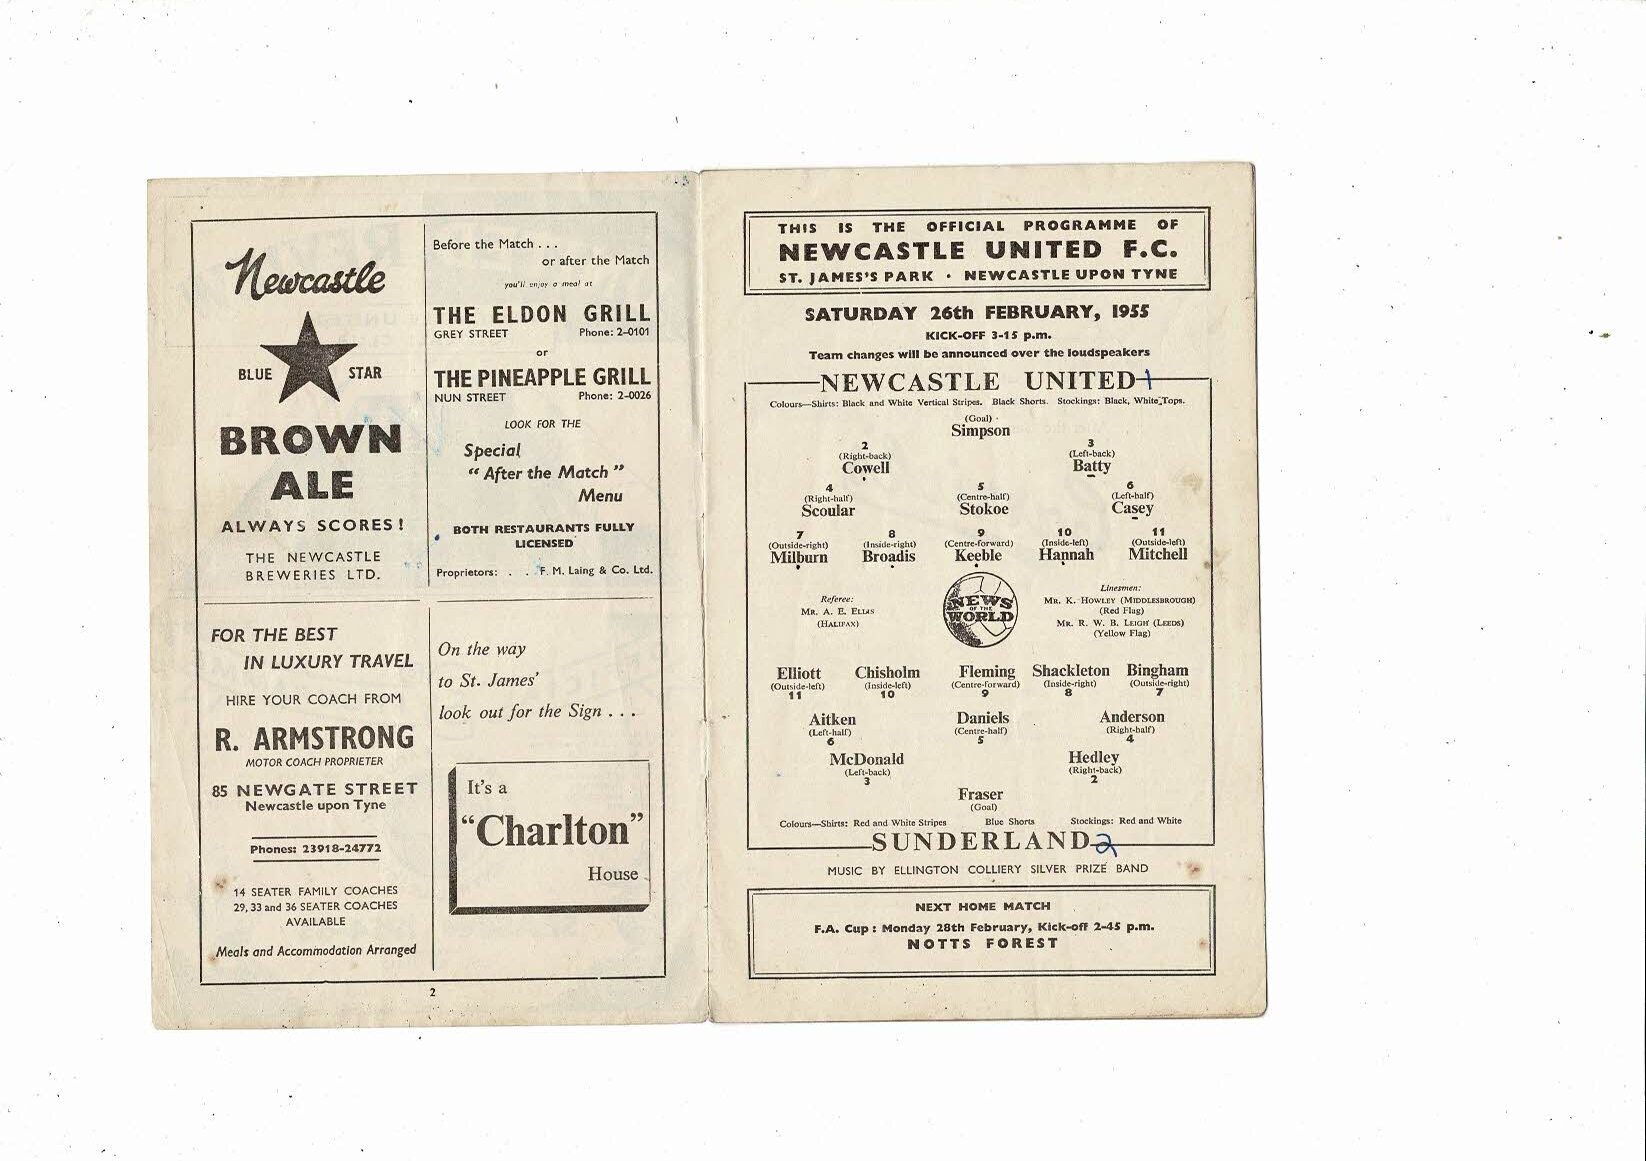 Newcastle
BLUE STAR
BROWN
ALE
ALWAYS SCORES!
THE NEWCASTLE
BREWERIES LTD.
Before the Match . . .
or after the Match
you'll enjoy a meal at
THE ELDON GRILL
GREY STREET Phone: 2-0101
or
THE PINEAPPLE GRILL
NUN STREET Phone: 2-0026
LOOK FOR THE
Special
“ After the Match ”
Menu
BOTH RESTAURANTS FULLY
LICENSED
Proprietors: . . F. M. Laing & Co. Ltd.
FOR THE BEST
IN LUXURY TRAVEL
HIRE YOUR COACH FROM
R. ARMSTRONG
MOTOR COACH PROPRIETER
85 NEWGATE STREET
Newcastle upon Tyne
Phones: 23918-24772
14 SEATER FAMILY COACHES
29, 33 and 36 SEATER COACHES
AVAILABLE
Meals and Accommodation Arranged
On the way
to St. James'
look out for the Sign . . .
It's a
“Charlton”
House
2
THIS IS THE OFFICIAL PROGRAMME OF
NEWCASTLE UNITED F.C.
ST. JAMES'S PARK · NEWCASTLE UPON TYNE
SATURDAY 26th FEBRUARY, 1955
KICK-OFF 3-15 p.m.
Team changes will be announced over the loudspeakers
NEWCASTLE UNITED 1
Colours—Shirts: Black and White Vertical Stripes. Black Shorts. Stockings: Black, White Tops.
(Goal)
Simpson
2 3
(Right-back) (Left-back)
Cowell Batty
4 5 6
(Right-half) (Centre-half) (Left-half)
Scoular Stokoe Casey
7 8 9 10 11
(Outside-right) (Inside-right) (Centre-forward) (Inside-left) (Outside-left)
Milburn Broadis Keeble Hannah Mitchell
Referee:
MR. A. E. ELLIS
(HALIFAX)
NEWS
OF THE
WORLD
Linesmen:
MR. K. HOWLEY (MIDDLESBROUGH)
(Red Flag)
MR. R. W. B. LEIGH (LEEDS)
(Yellow Flag)
Elliott Chisholm Fleming Shackleton Bingham
(Outside-left) (Inside-left) (Centre-forward) (Inside-right) (Outside-right)
11 10 9 8 7
Aitken Daniels Anderson
(Left-half) (Centre-half) (Right-half)
6 5 4
McDonald Hedley
(Left-back) (Right-back)
3 2
Fraser
(Goal)
Colours—Shirts: Red and White Stripes Blue Shorts Stockings: Red and White
SUNDERLAND 2
MUSIC BY ELLINGTON COLLIERY SILVER PRIZE BAND
NEXT HOME MATCH
F.A. Cup : Monday 28th February, Kick-off 2-45 p.m.
NOTTS FOREST